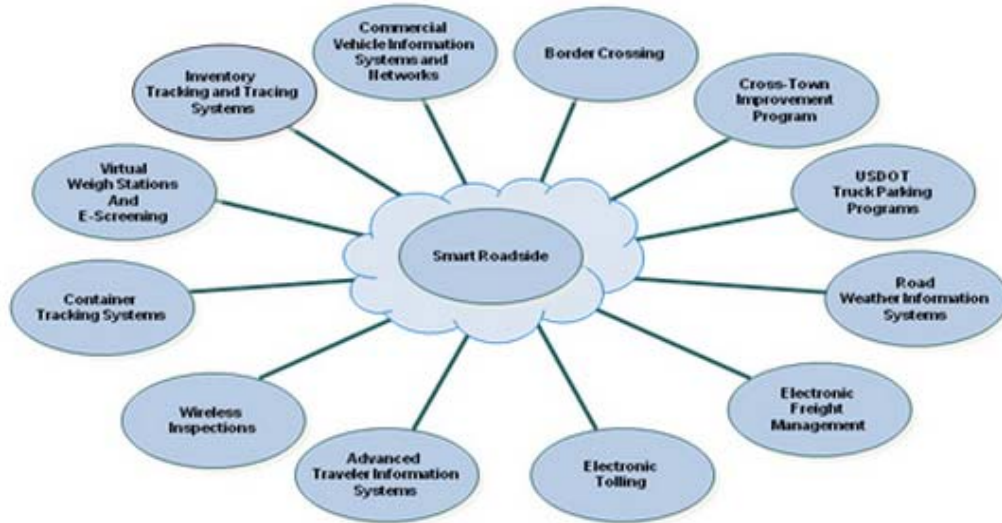 Commercial
Vehicle Information
Systems and
Networks
Border Crossing
Cross-Town
Improvement
Program
USDOT
Truck Parking
Programs
Road
Weather Information
Systems
Electronic
Freight
Management
Electronic
Tolling
Advanced
Traveler Information
Systems
Wireless
Inspections
Container
Tracking Systems
Virtual
Weigh Stations
And
E-Screening
Inventory
Tracking and Tracing
Systems
Smart Roadside